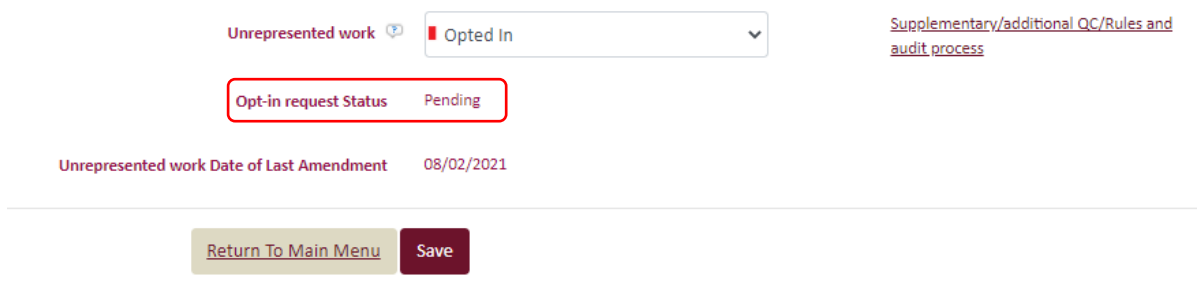 Unrepresented work ? Opted In
Supplementary/additional QC/Rules and
audit process
Opt-in request Status Pending
Unrepresented work Date of Last Amendment 08/02/2021
Return To Main Menu Save